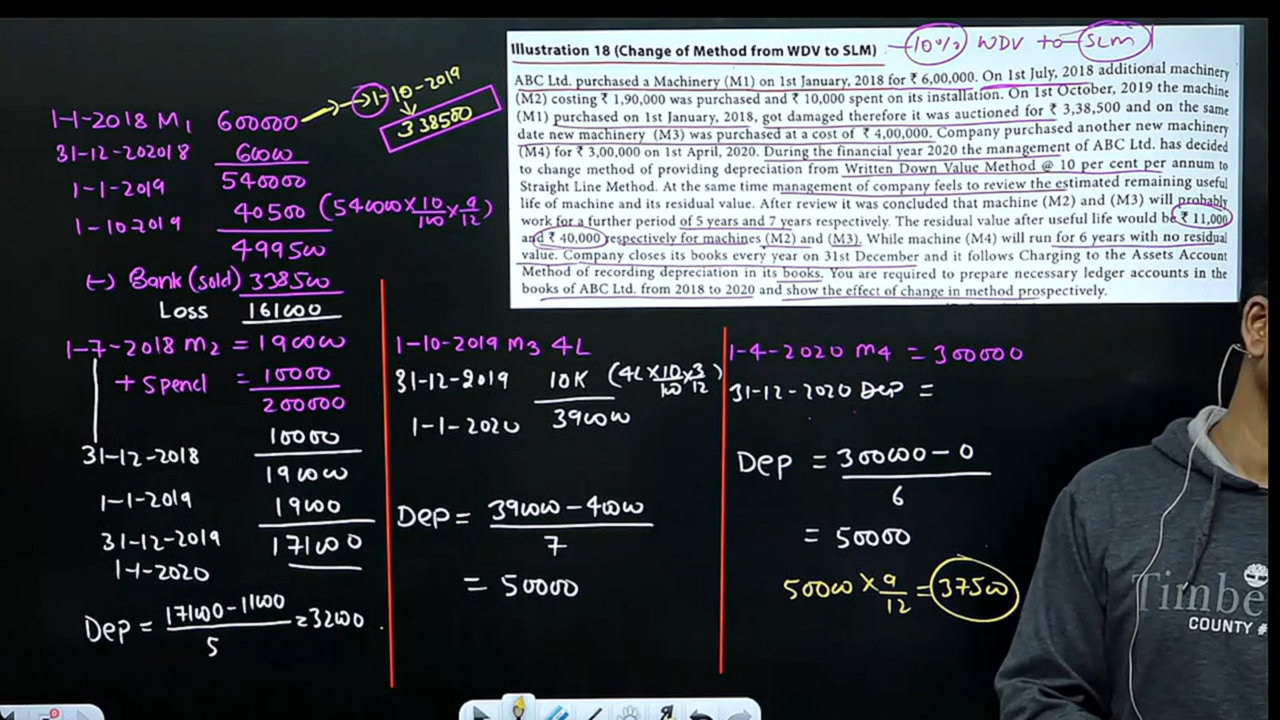 Illustration 18 (Change of Method from WDV to SLM) - 10% WDV to SLM
ABC Ltd. purchased a Machinery (M1) on 1st January, 2018 for ₹ 6,00,000. On 1st July, 2018 additional machinery
(M2) costing ₹ 1,90,000 was purchased and ₹ 10,000 spent on its installation. On 1st October, 2019 the machine
(M1) purchased on 1st January, 2018, got damaged therefore it was auctioned for ₹ 3,38,500 and on the same
date new machinery (M3) was purchased at a cost of ₹ 4,00,000. Company purchased another new machinery
(M4) for ₹ 3,00,000 on 1st April, 2020. During the financial year 2020 the management of ABC Ltd. has decided
to change method of providing depreciation from Written Down Value Method @ 10 per cent per annum to
Straight Line Method. At the same time management of company feels to review the estimated remaining useful
life of machine and its residual value. After review it was concluded that machine (M2) and (M3) will probably
work for a further period of 5 years and 7 years respectively. The residual value after useful life would be ₹ 11,000
and ₹ 40,000 respectively for machines (M2) and (M3). While machine (M4) will run for 6 years with no residual
value. Company closes its books every year on 31st December and it follows Charging to the Assets Account
Method of recording depreciation in its books. You are required to prepare necessary ledger accounts in the
books of ABC Ltd. from 2018 to 2020 and show the effect of change in method prospectively.
1-1-2018 M1 600000 → 1-10-2019
338500
31-12-202018 60000
1-1-2019 540000
1-10-2019 40500 (540000 × 10/100 × 9/12)
499500
(-) Bank (sold) 338500
Loss 161000
1-7-2018 M2 = 190000
+ Spend = 10000
200000
31-12-2018 10000
190000
1-1-2019 19000
31-12-2019 171000
1-1-2020
Dep = 171000-11000 / 5 = 32000
1-10-2019 M3 4L
31-12-2019 10K (4L × 10/100 × 3/12)
1-1-2020 390000
Dep = 390000 - 40000 / 7
= 50000
1-4-2020 M4 = 300000
31-12-2020 Dep =
Dep = 300000 - 0 / 6
= 50000
50000 × 9/12 = 37500
Timbe
COUNTY #